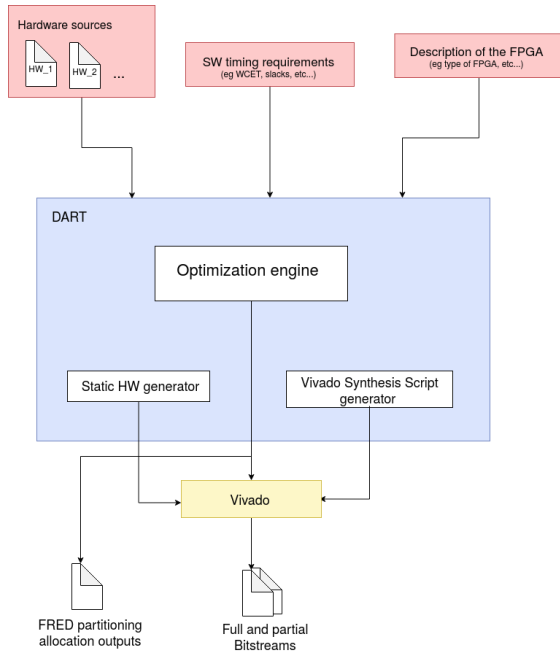 Hardware sources
HW_1
HW_2
...
SW timing requirements
(eg WCET, slacks, etc...)
Description of the FPGA
(eg type of FPGA, etc...)
DART
Optimization engine
Static HW generator
Vivado Synthesis Script
generator
Vivado
FRED partitioning
allocation outputs
Full and partial
Bitstreams